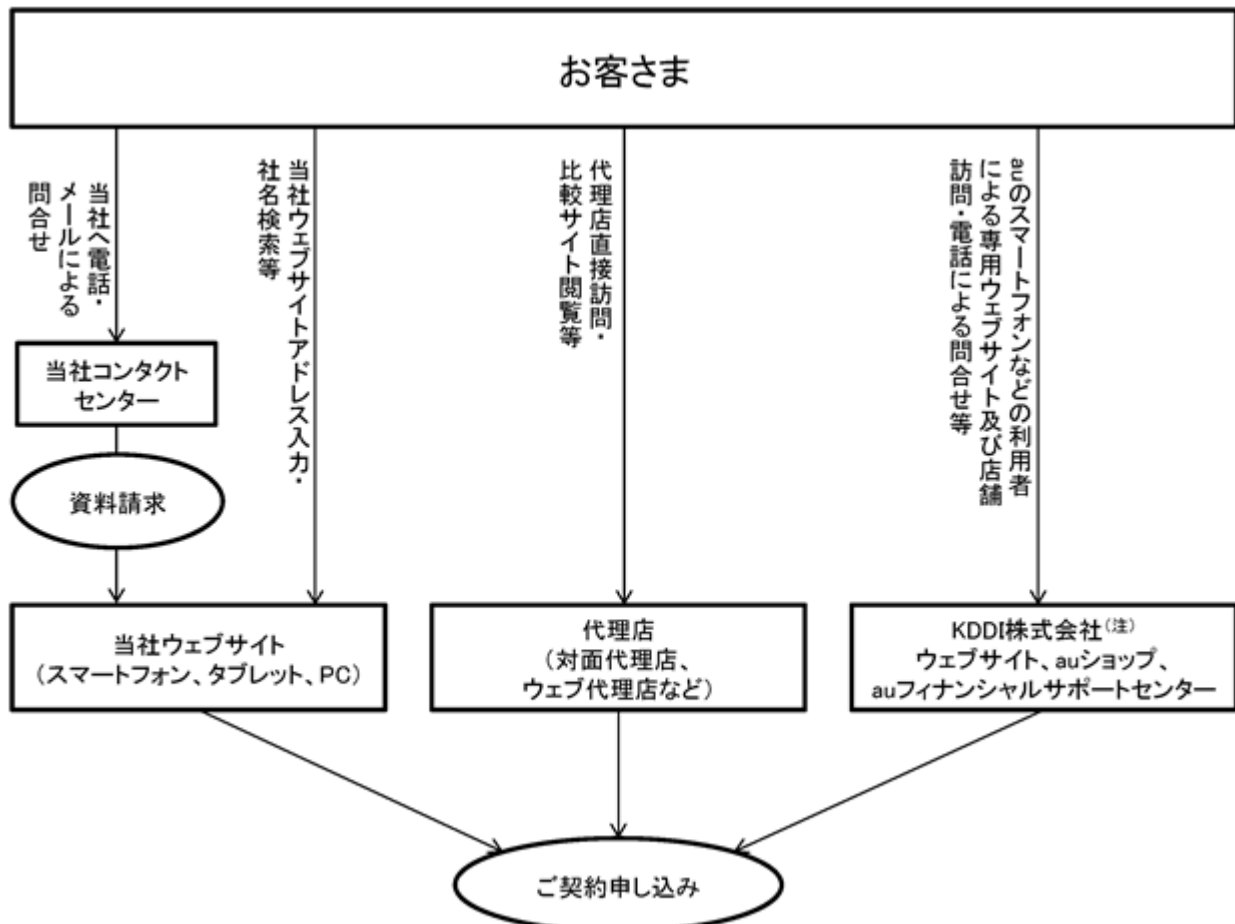 お客さま
当社へ電話・
メールによる
問合せ
当社ウェブサイトアドレス入力・
社名検索等
代理店直接訪問・
比較サイト閲覧等
auのスマートフォンなどの利用者
による専用ウェブサイト及び店舗
訪問・電話による問合せ等
当社コンタクト
センター
資料請求
当社ウェブサイト
（スマートフォン、タブレット、PC）
代理店
（対面代理店、
ウェブ代理店など）
KDDI株式会社（注）
ウェブサイト、auショップ、
auフィナンシャルサポートセンター
ご契約申し込み